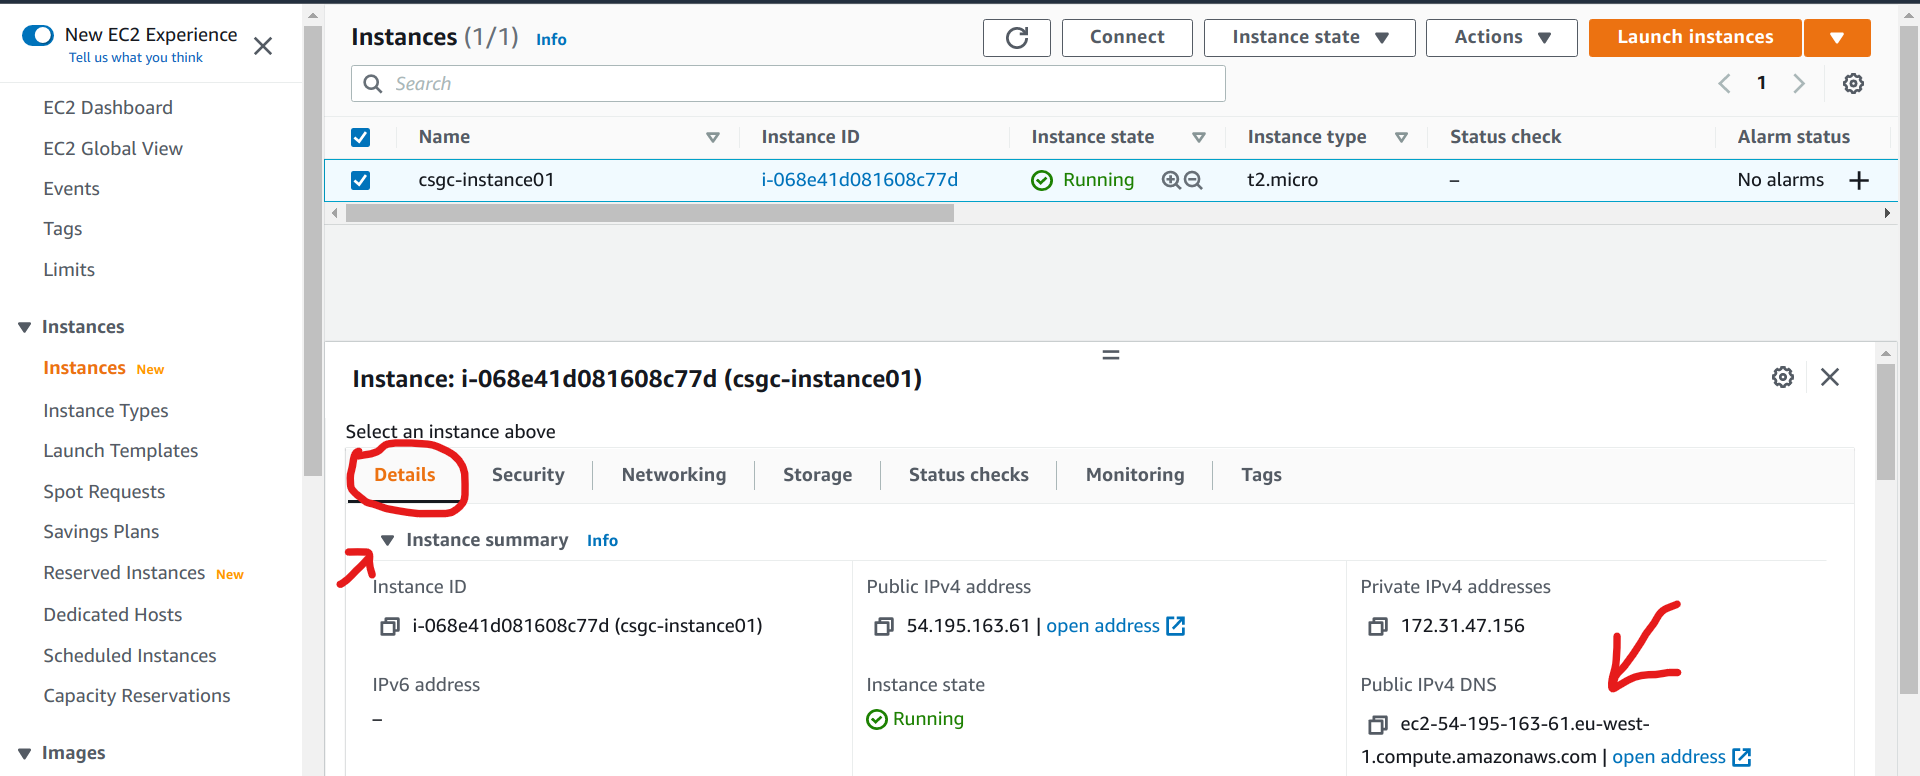 New EC2 Experience
Tell us what you think
EC2 Dashboard
EC2 Global View
Events
Tags
Limits
Instances
Instances New
Instance Types
Launch Templates
Spot Requests
Savings Plans
Reserved Instances New
Dedicated Hosts
Scheduled Instances
Capacity Reservations
Images
Instances (1/1) Info
Connect
Instance state
Actions
Launch instances
Search
1
Name Instance ID Instance state Instance type Status check Alarm status
csgc-instance01 i-068e41d081608c77d Running t2.micro – No alarms +
Instance: i-068e41d081608c77d (csgc-instance01)
Select an instance above
Details Security Networking Storage Status checks Monitoring Tags
Instance summary Info
Instance ID
i-068e41d081608c77d (csgc-instance01)
Public IPv4 address
54.195.163.61 | open address
Private IPv4 addresses
172.31.47.156
IPv6 address
–
Instance state
Running
Public IPv4 DNS
ec2-54-195-163-61.eu-west-
1.compute.amazonaws.com | open address